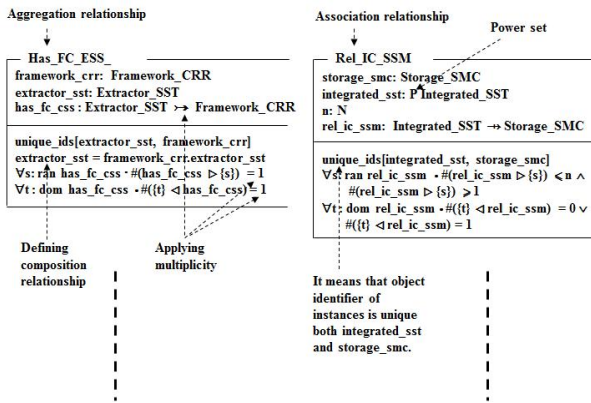 Aggregation relationship
Has_FC_ESS_
framework_crr: Framework_CRR
extractor_sst: Extractor_SST
has_fc_css : Extractor_SST ⤔ Framework_CRR
unique_ids[extractor_sst, framework_crr]
extractor_sst = framework_crr.extractor_sst
∀s: ran has_fc_css • #(has_fc_css ▷ {s}) = 1
∀t : dom has_fc_css • #({t} ◁ has_fc_css) = 1
Defining
composition
relationship
Applying
multiplicity
Association relationship
Power set
Rel_IC_SSM
storage_smc: Storage_SMC
integrated_sst: P Integrated_SST
n: N
rel_ic_ssm: Integrated_SST ⤀ Storage_SMC
unique_ids[integrated_sst, storage_smc]
∀s: ran rel_ic_ssm • #(rel_ic_ssm ▷ {s}) ⩽ n ∧
#(rel_ic_ssm ▷ {s}) ⩾ 1
∀t : dom rel_ic_ssm • #({t} ◁ rel_ic_ssm) = 0 ∨
#({t} ◁ rel_ic_ssm) = 1
It means that object
identifier of
instances is unique
both integrated_sst
and storage_smc.